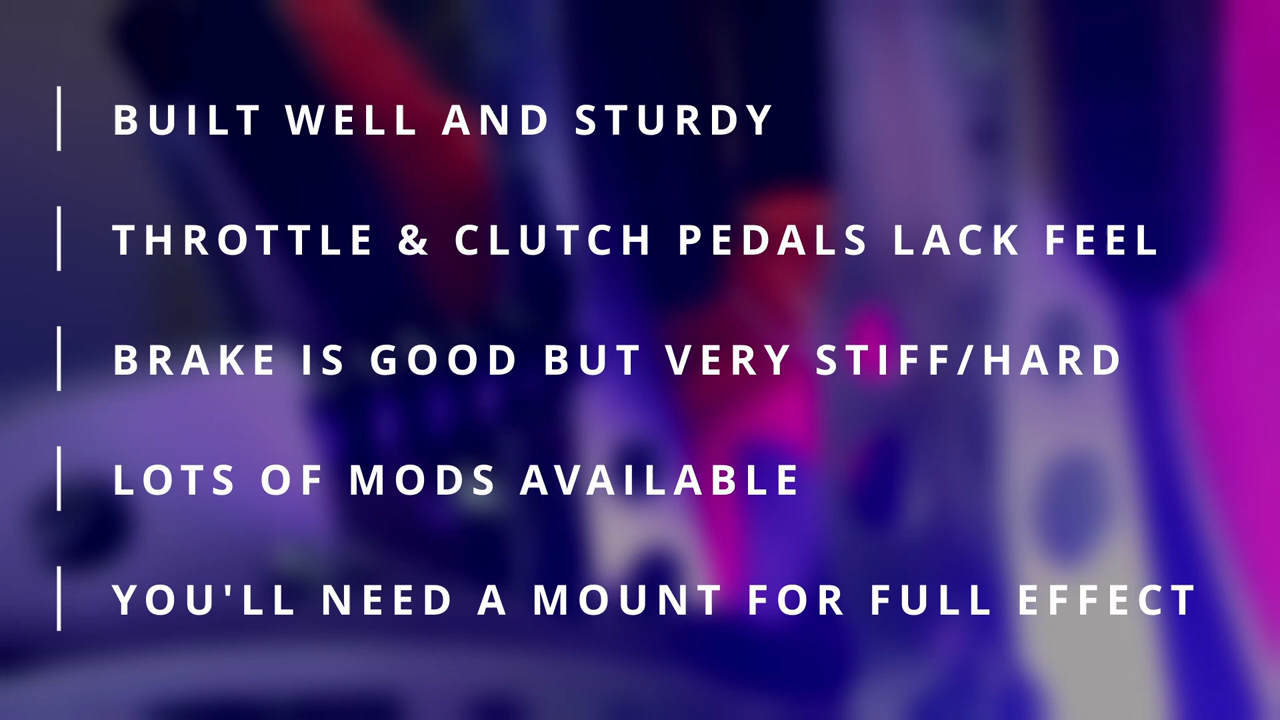 BUILT WELL AND STURDY
THROTTLE & CLUTCH PEDALS LACK FEEL
BRAKE IS GOOD BUT VERY STIFF/HARD
LOTS OF MODS AVAILABLE
YOU'LL NEED A MOUNT FOR FULL EFFECT